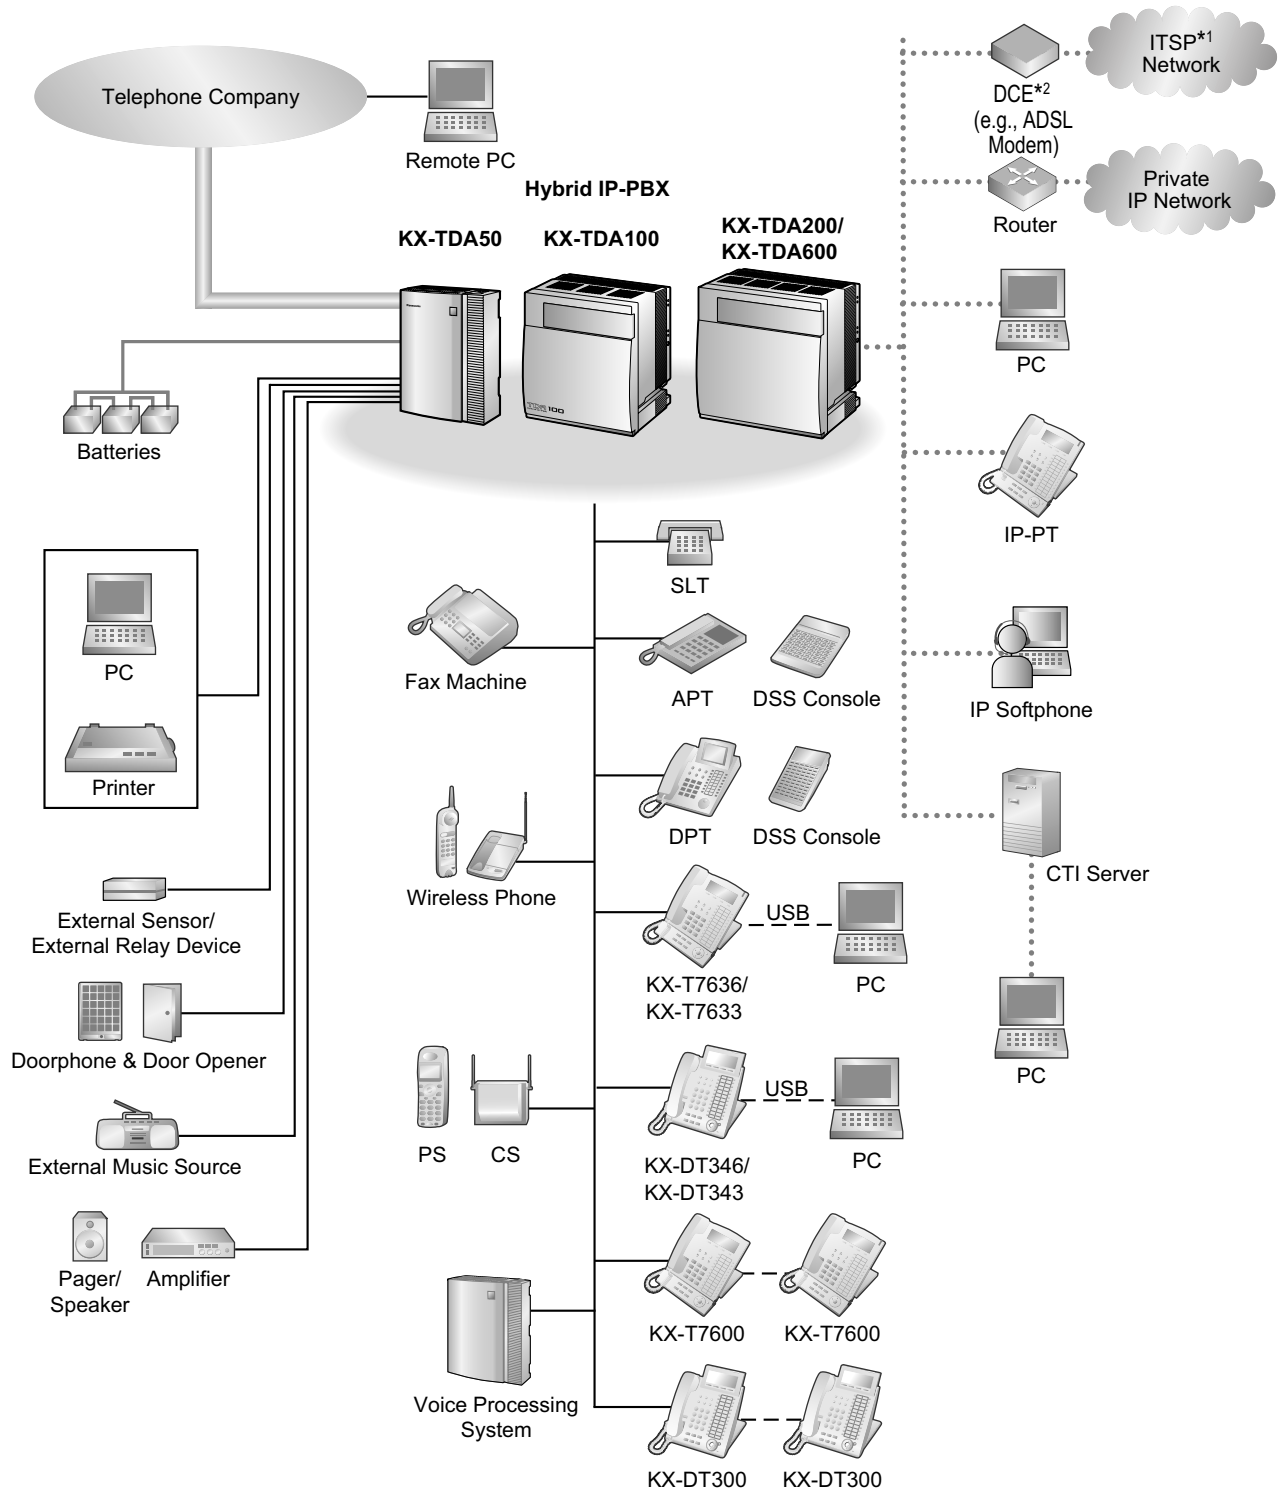 Telephone Company
Remote PC
ITSP*1
Network
DCE*2
(e.g., ADSL
Modem)
Private
IP Network
Router
Hybrid IP-PBX
KX-TDA50
KX-TDA100
KX-TDA200/
KX-TDA600
Panasonic
TDA 100
PC
Batteries
IP-PT
SLT
PC
Fax Machine
APT
DSS Console
IP Softphone
Printer
DPT
DSS Console
CTI Server
Wireless Phone
External Sensor/
External Relay Device
USB
KX-T7636/
KX-T7633
PC
Doorphone & Door Opener
PC
USB
PS
CS
External Music Source
KX-DT346/
KX-DT343
PC
Pager/
Speaker
Amplifier
KX-T7600
KX-T7600
Voice Processing
System
KX-DT300
KX-DT300